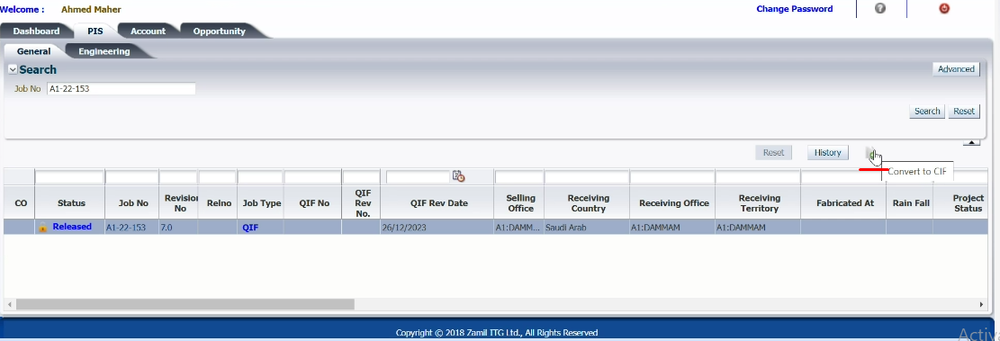 Welcome : Ahmed Maher Change Password
Dashboard PIS Account Opportunity
General Engineering
Search Advanced
Job No A1-22-153
Search Reset
Reset History
Convert to CIF
CO Status Job No Revision No Relno Job Type QIF No QIF Rev No. QIF Rev Date Selling Office Receiving Country Receiving Office Receiving Territory Fabricated At Rain Fall Project Status
Released A1-22-153 7.0 QIF 26/12/2023 A1:DAMM... Saudi Arab A1:DAMMAM A1:DAMMAM
Copyright © 2018 Zamil ITG Ltd., All Rights Reserved
Activa